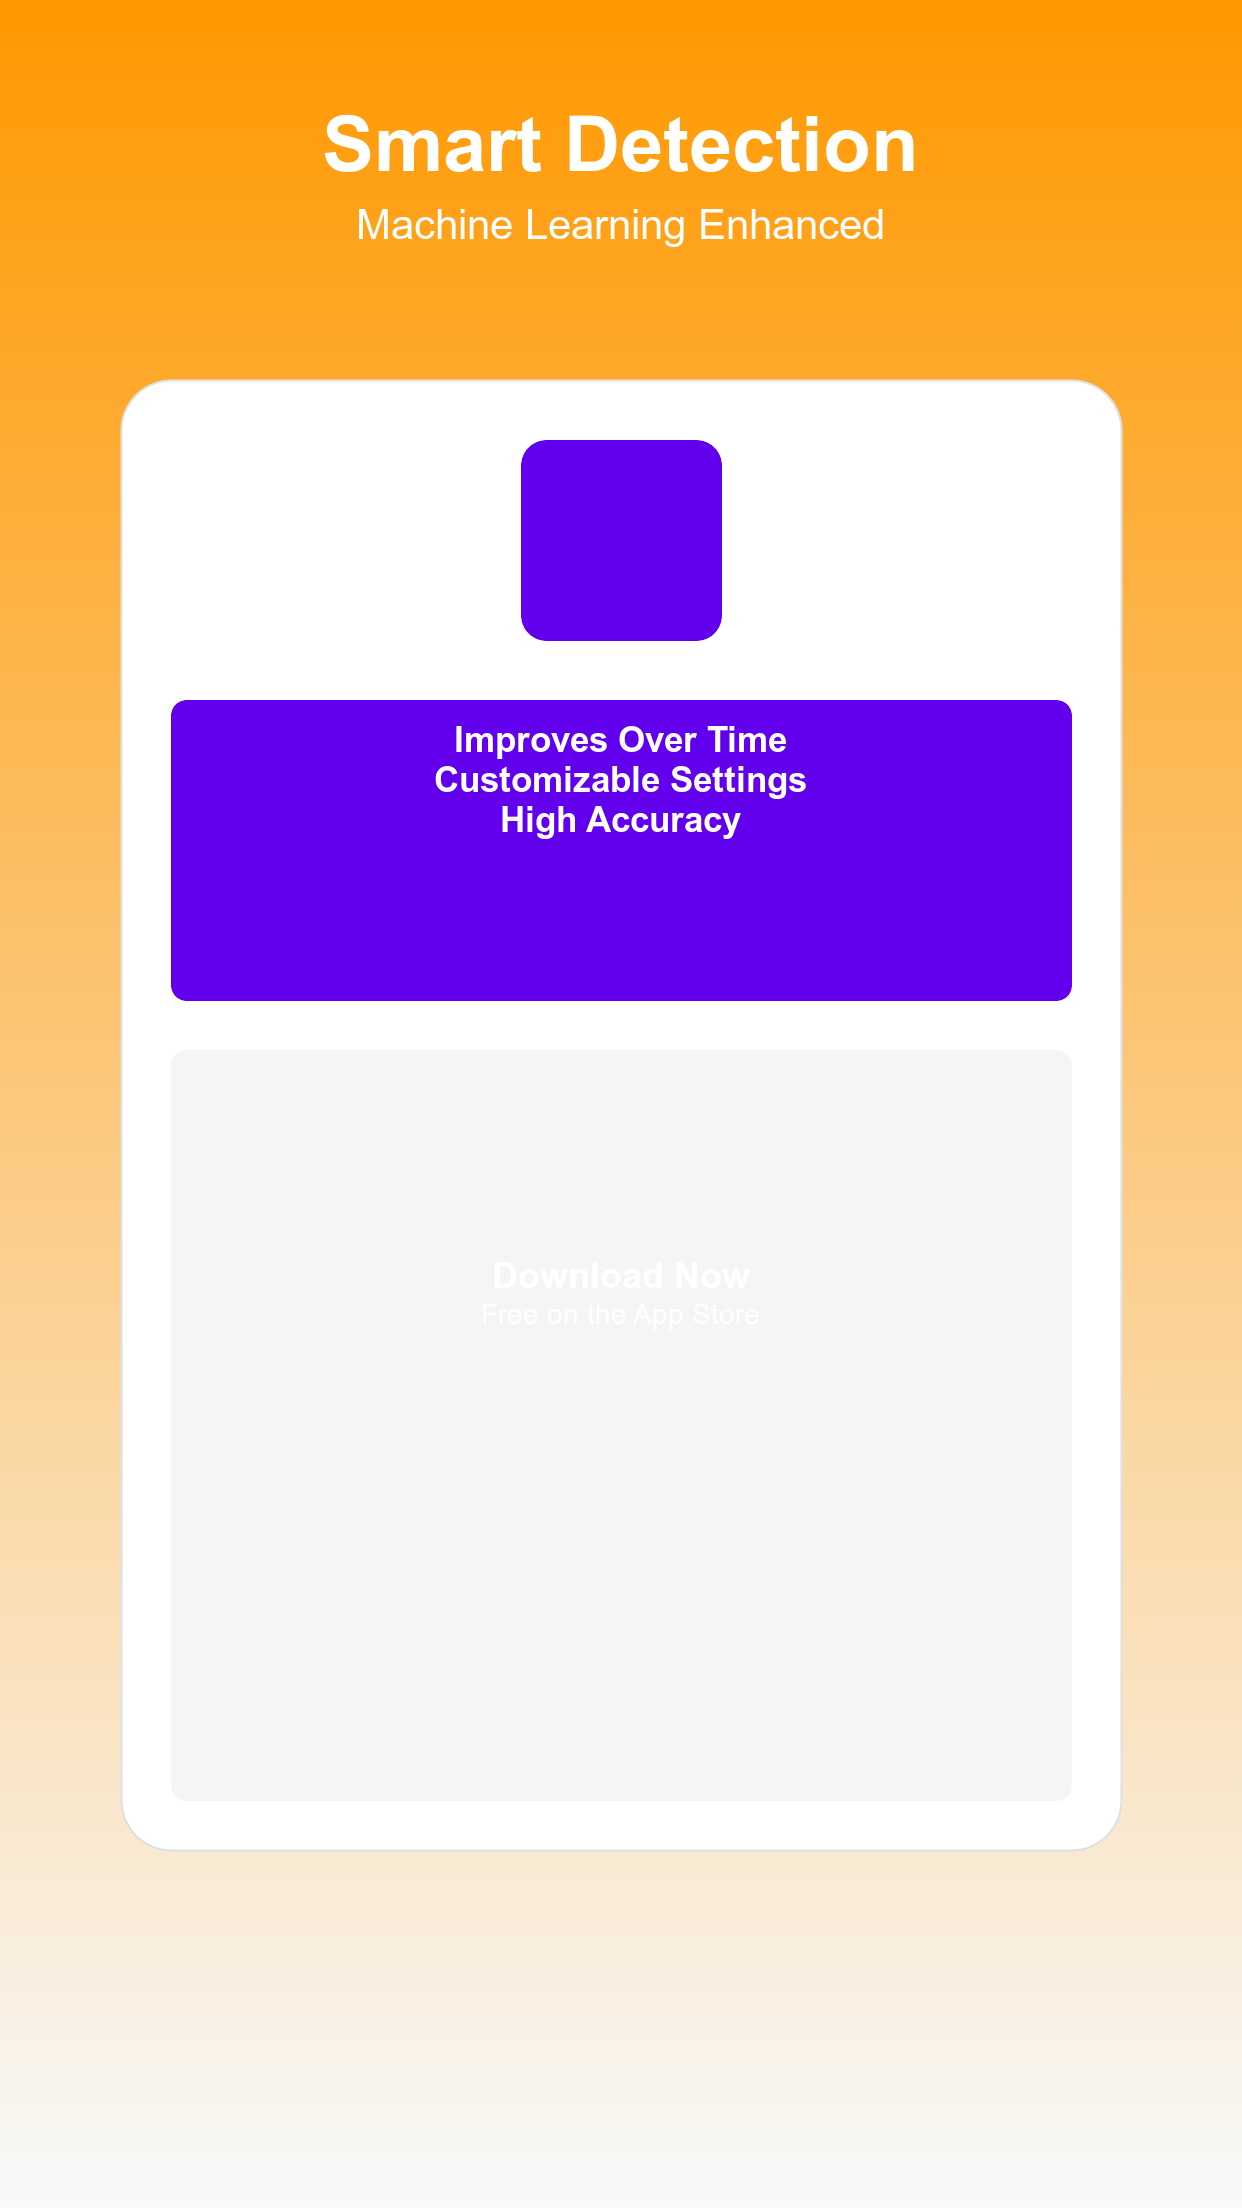 Smart Detection
Machine Learning Enhanced
Improves Over Time
Customizable Settings
High Accuracy
Download Now
Free on the App Store